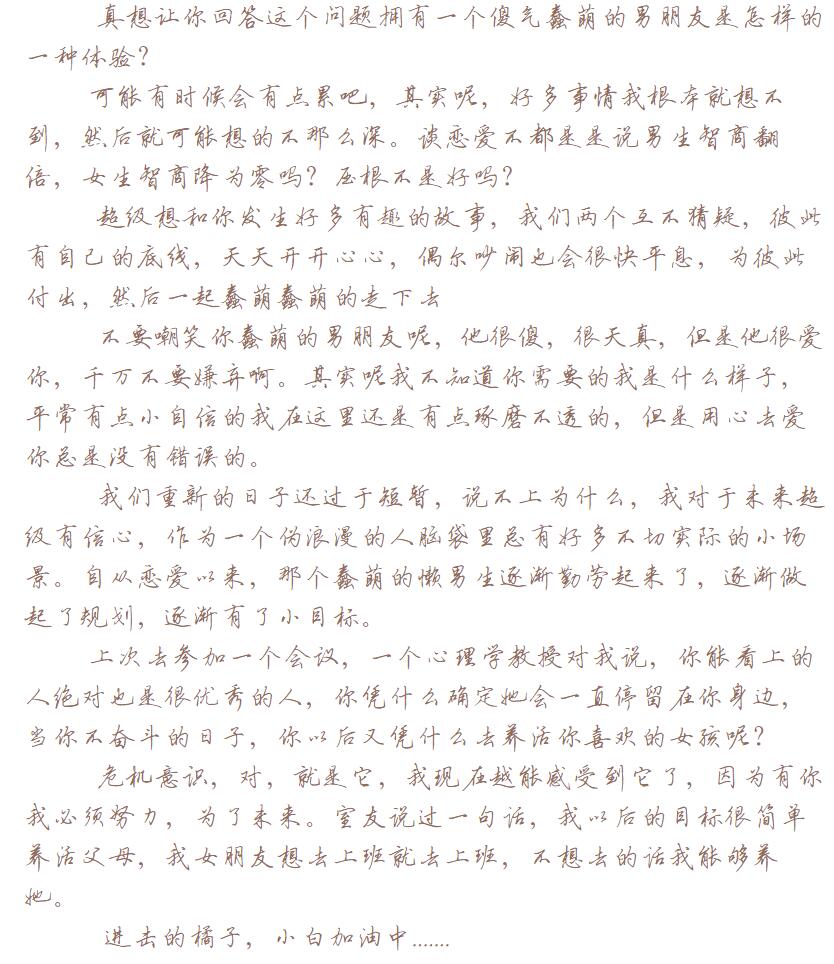 真想让你回答这个问题拥有一个傻气蠢萌的男朋友是怎样的
一种体验？
可能有时候会有点累吧，其实呢，好多事情我根本就想不
到，然后就可能想的不那么深。谈恋爱不都是是说男生智商翻
倍，女生智商降为零吗？压根不是好吗？
超级想和你发生好多有趣的故事，我们两个互不猜疑，彼此
有自己的底线，天天开开心心，偶尔吵闹也会很快平息，为彼此
付出，然后一起蠢萌蠢萌的走下去
不要嘲笑你蠢萌的男朋友呢，他很傻，很天真，但是他很爱
你，千万不要嫌弃啊。其实呢我不知道你需要的我是什么样子，
平常有点小自信的我在这里还是有点琢磨不透的，但是用心去爱
你总是没有错误的。
我们重新的日子还过于短暂，说不上为什么，我对于未来超
级有信心，作为一个伪浪漫的人脑袋里总有好多不切实际的小场
景。自从恋爱以来，那个蠢萌的懒男生逐渐勤劳起来了，逐渐做
起了规划，逐渐有了小目标。
上次去参加一个会议，一个心理学教授对我说，你能看上的
人绝对也是很优秀的人，你凭什么确定她会一直停留在你身边，
当你不奋斗的日子，你以后又凭什么去养活你喜欢的女孩呢？
危机意识，对，就是它，我现在越能感受到它了，因为有你
我必须努力，为了未来。室友说过一句话，我以后的目标很简单
养活父母，我女朋友想去上班就去上班，不想去的话我能够养
她。
进击的橘子，小白加油中.......